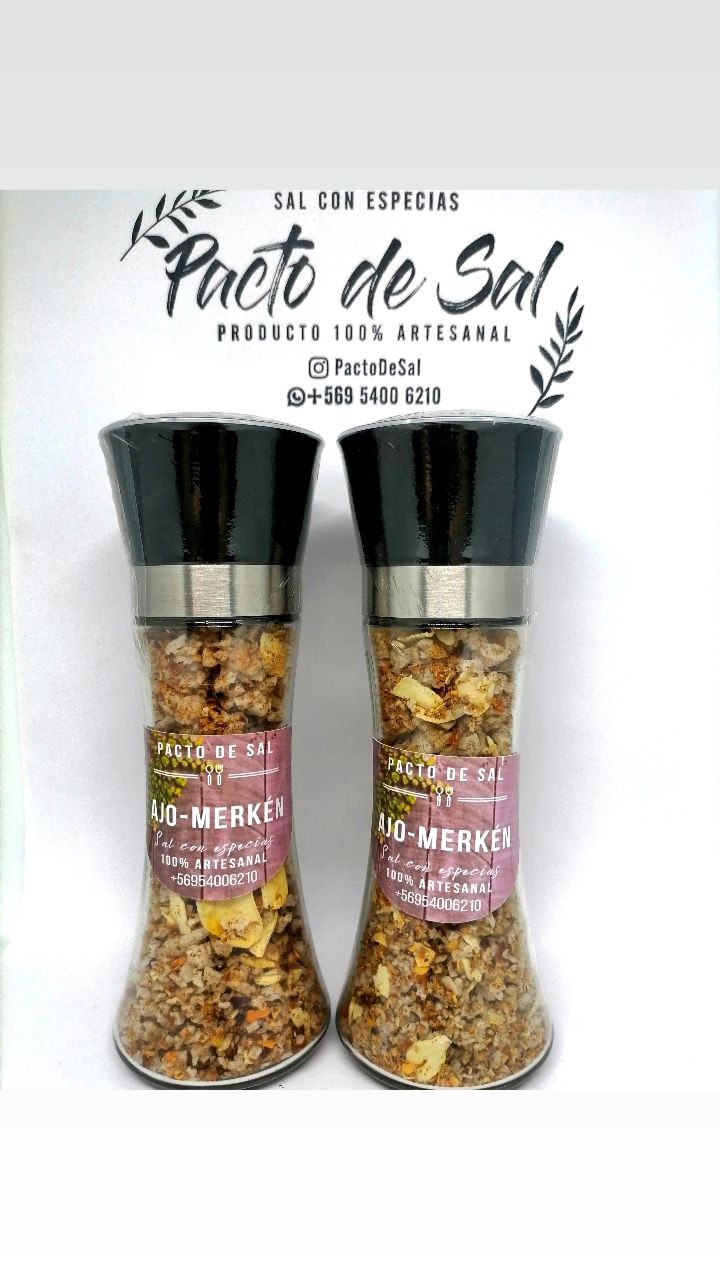 SAL CON ESPECIAS
Pacto de Sal
PRODUCTO 100% ARTESANAL
PactoDeSal
+569 5400 6210
PACTO DE SAL
AJO-MERKÉN
Sal con especias
100% ARTESANAL
+56954006210
PACTO DE SAL
AJO-MERKÉN
Sal con especias
100% ARTESANAL
+56954006210